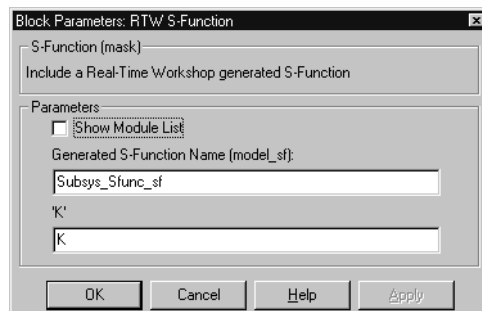 Block Parameters: RTW S-Function
S-Function (mask)
Include a Real-Time Workshop generated S-Function
Parameters
Show Module List
Generated S-Function Name (model_sf):
Subsys_Sfunc_sf
'K'
K
OK Cancel Help Apply